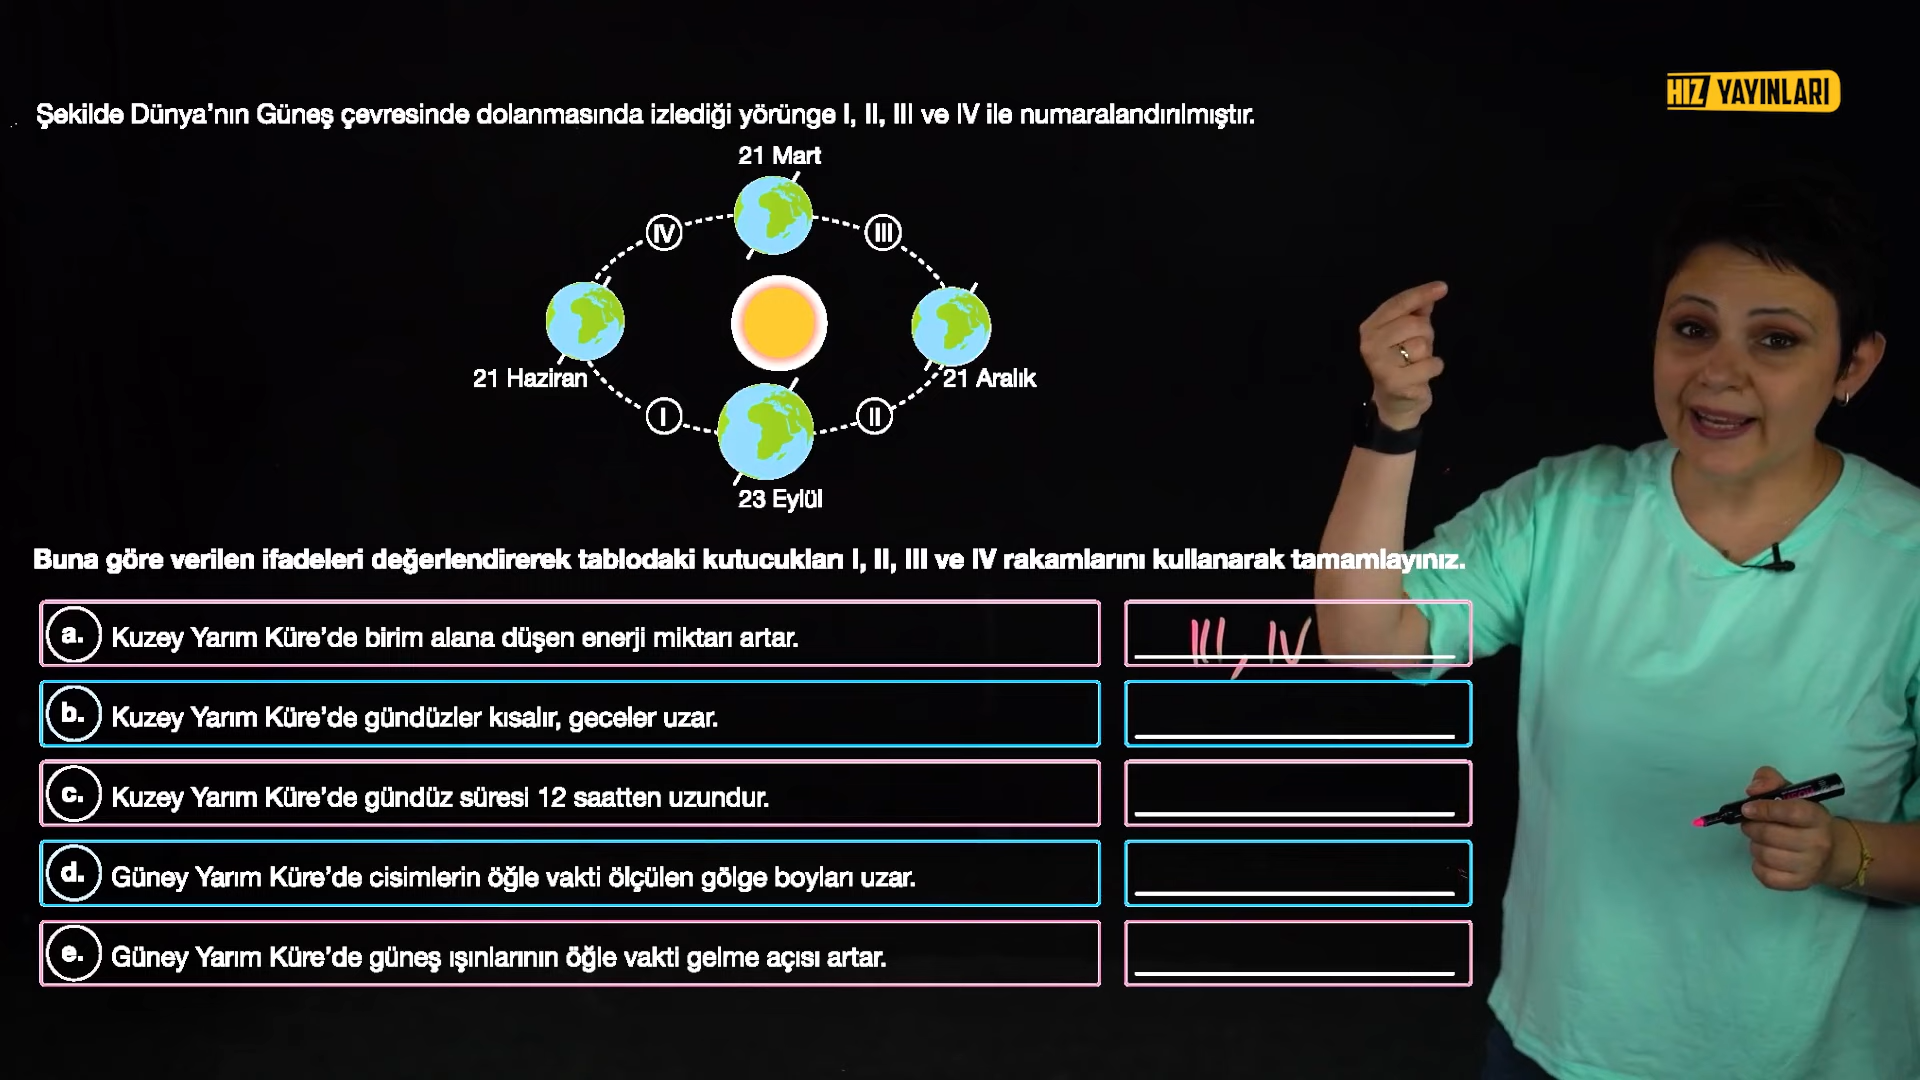 HIZ YAYINLARI
Şekilde Dünya'nın Güneş çevresinde dolanmasında izlediği yörünge I, II, III ve IV ile numaralandırılmıştır.
21 Mart
IV
III
21 Haziran
21 Aralık
I
II
23 Eylül
Buna göre verilen ifadeleri değerlendirerek tablodaki kutucukları I, II, III ve IV rakamlarını kullanarak tamamlayınız.
a. Kuzey Yarım Küre'de birim alana düşen enerji miktarı artar. III, IV
b. Kuzey Yarım Küre'de gündüzler kısalır, geceler uzar.
c. Kuzey Yarım Küre'de gündüz süresi 12 saatten uzundur.
d. Güney Yarım Küre'de cisimlerin öğle vakti ölçülen gölge boyları uzar.
e. Güney Yarım Küre'de güneş ışınlarının öğle vakti gelme açısı artar.